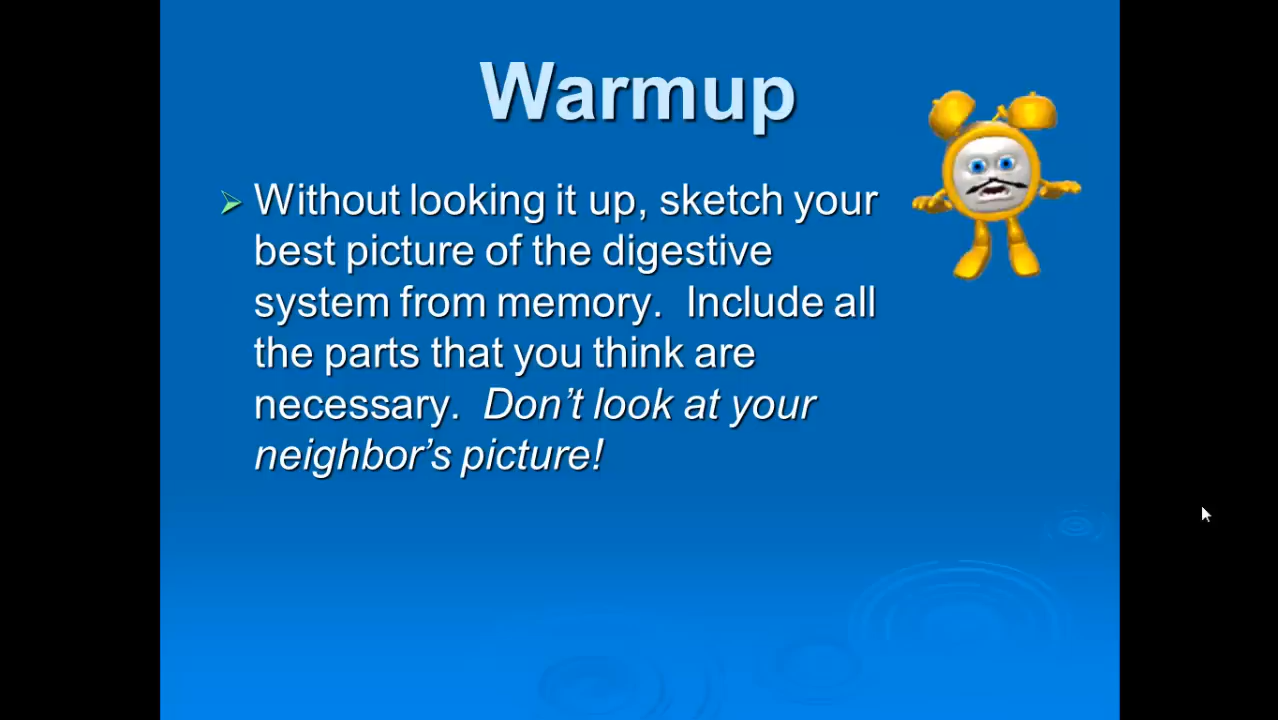 Warmup
Without looking it up, sketch your
best picture of the digestive
system from memory.  Include all
the parts that you think are
necessary.  Don’t look at your
neighbor’s picture!